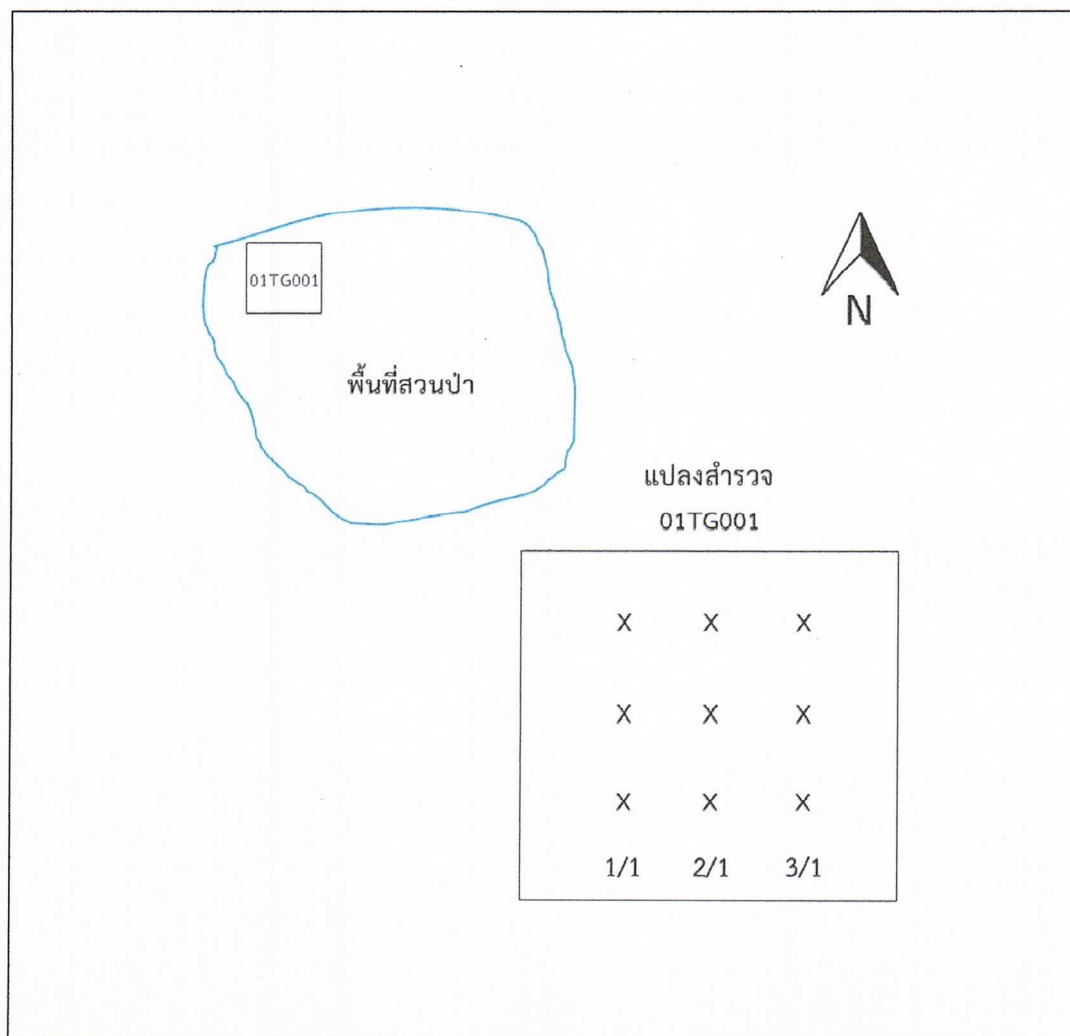 01TG001
N
พื้นที่สวนป่า
แปลงสำรวจ
01TG001
X X X
X X X
X X X
1/1 2/1 3/1